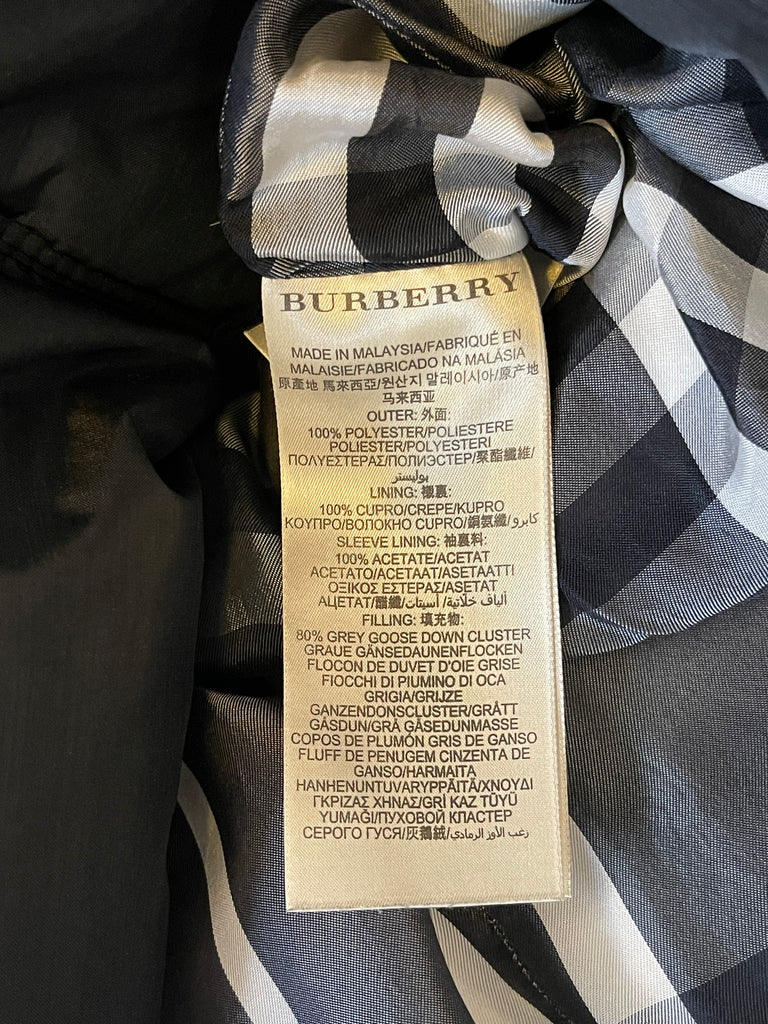 BURBERRY
MADE IN MALAYSIA/FABRIQUÉ EN
MALAISIE/FABRICADO NA MALÁSIA
原產地 馬來西亞/원산지 말레이시아/原产地
马来西亚
OUTER: 外面:
100% POLYESTER/POLIESTERE
POLIESTER/POLYESTERI
ΠΟΛΥΕΣΤΕΡΑΣ/ПОЛИЭСТЕР/聚酯纖維/
بوليستر
LINING: 襯裏:
100% CUPRO/CREPE/KUPRO
ΚΟΥΠΡΟ/ВОЛОКНО CUPRO/銅氨纖/كابرو
SLEEVE LINING: 袖裏料:
100% ACETATE/ACETAT
ACETATO/ACETAAT/ASETAATTI
ΟΞΙΚΟΣ ΕΣΤΕΡΑΣ/ASETAT
АЦЕТАТ/醋纖/أسيتات/ألياف خلاتية
FILLING: 填充物:
80% GREY GOOSE DOWN CLUSTER
GRAUE GÄNSEDAUNENFLOCKEN
FLOCON DE DUVET D'OIE GRISE
FIOCCHI DI PIUMINO DI OCA
GRIGIA/GRIJZE
GANZENDONSCLUSTER/GRÅTT
GÅSDUN/GRÅ GÅSEDUNMASSE
COPOS DE PLUMÓN GRIS DE GANSO
FLUFF DE PENUGEM CINZENTA DE
GANSO/HARMAITA
HANHENUNTUVARYPPÄITÄ/ΧΝΟΥΔΙ
ΓΚΡΙΖΑΣ ΧΗΝΑΣ/GRİ KAZ TÜYÜ
YUMAĞI/ПУХОВОЙ КЛАСТЕР
СЕРОГО ГУСЯ/灰鵝絨/زغب الأوز الرمادي